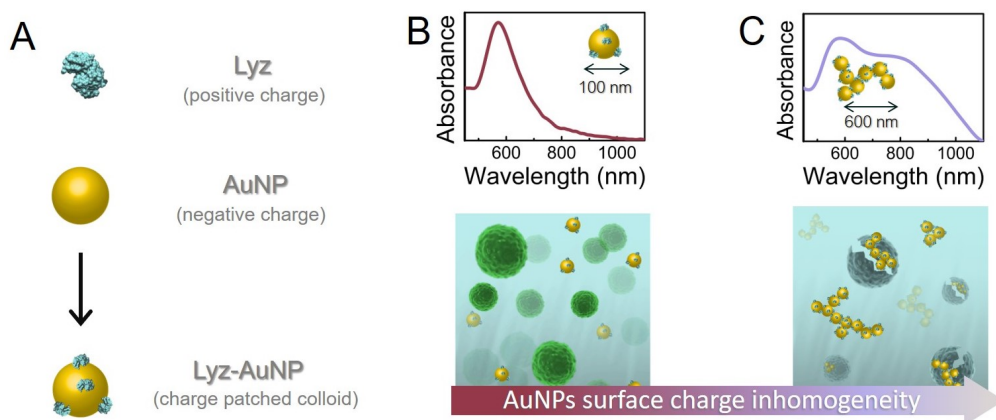 A
Lyz
(positive charge)
AuNP
(negative charge)
Lyz-AuNP
(charge patched colloid)
B
Absorbance
100 nm
600
800
1000
Wavelength (nm)
C
Absorbance
600 nm
600
800
1000
Wavelength (nm)
AuNPs surface charge inhomogeneity